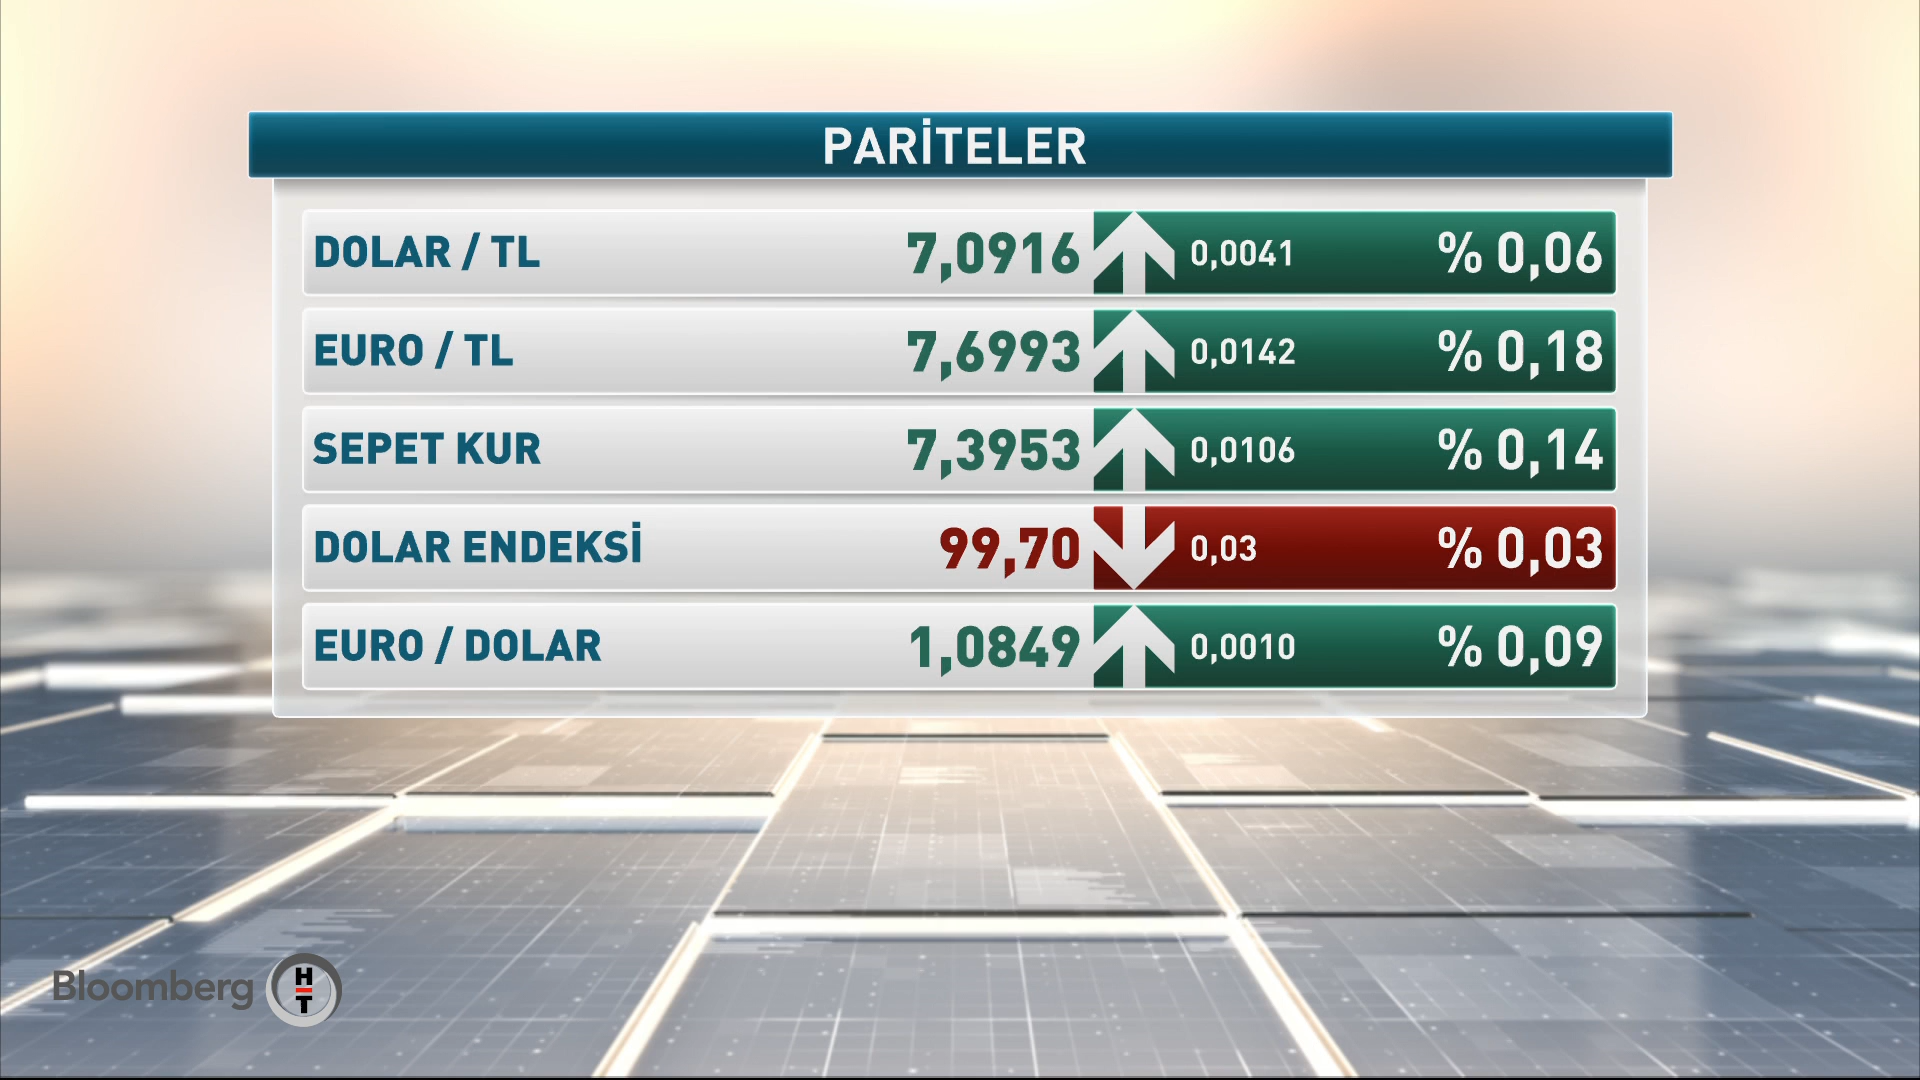 PARİTELER
DOLAR / TL 7,0916 0,0041 % 0,06
EURO / TL 7,6993 0,0142 % 0,18
SEPET KUR 7,3953 0,0106 % 0,14
DOLAR ENDEKSİ 99,70 0,03 % 0,03
EURO / DOLAR 1,0849 0,0010 % 0,09
Bloomberg HT